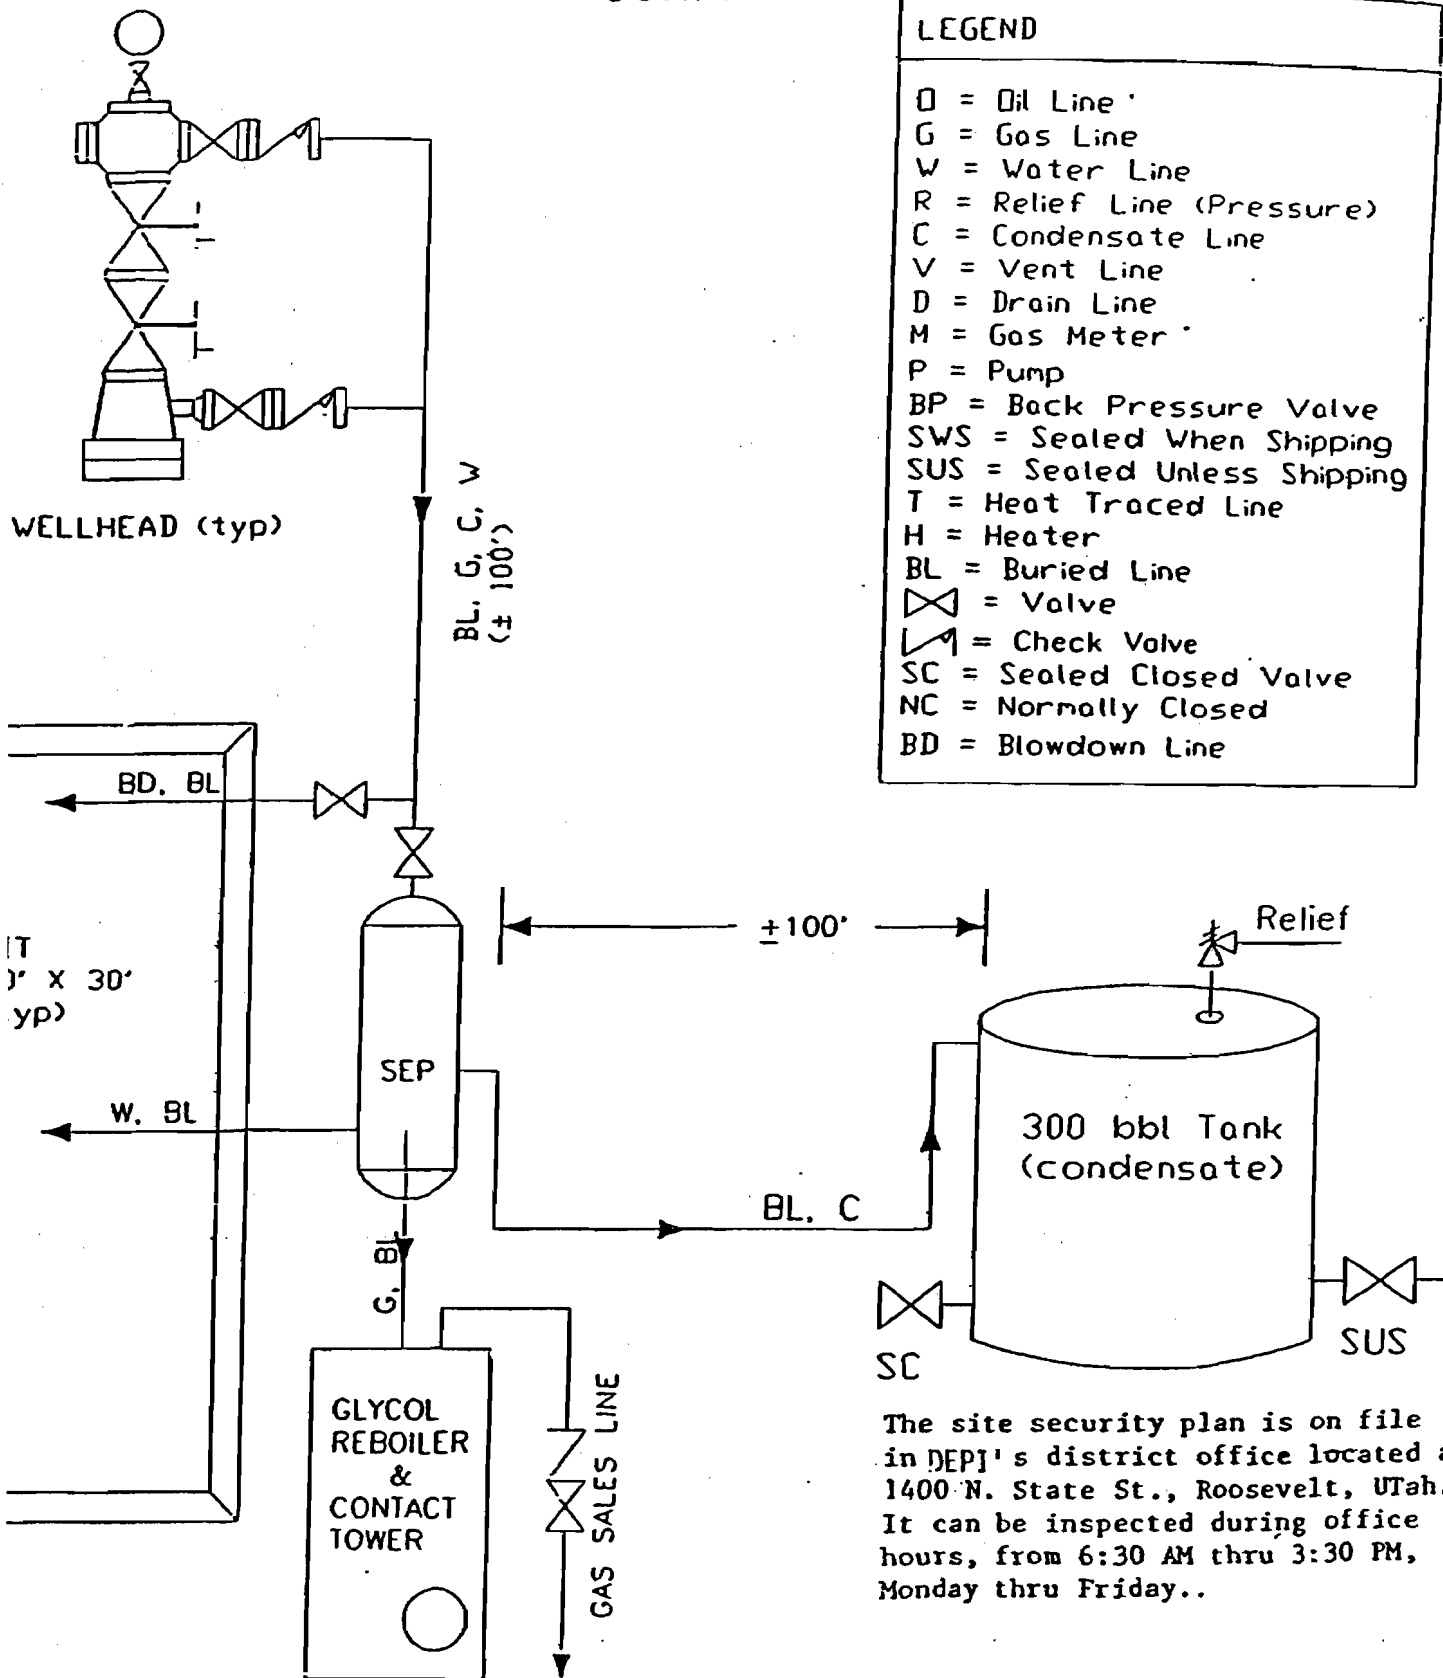 LEGEND
O = Oil Line
G = Gas Line
W = Water Line
R = Relief Line (Pressure)
C = Condensate Line
V = Vent Line
D = Drain Line
M = Gas Meter
P = Pump
BP = Back Pressure Valve
SWS = Sealed When Shipping
SUS = Sealed Unless Shipping
T = Heat Traced Line
H = Heater
BL = Buried Line
= Valve
= Check Valve
SC = Sealed Closed Valve
NC = Normally Closed
BD = Blowdown Line
WELLHEAD (typ)
BL, G, C, W
(± 100')
BD, BL
±100'
Relief
IT
0' X 30'
yp)
SEP
W, BL
300 bbl Tank
(condensate)
BL, C
G, BL
SC
SUS
GLYCOL
REBOILER
&
CONTACT
TOWER
GAS SALES LINE
The site security plan is on file
in DEPI's district office located a
1400 N. State St., Roosevelt, UTah.
It can be inspected during office
hours, from 6:30 AM thru 3:30 PM,
Monday thru Friday..